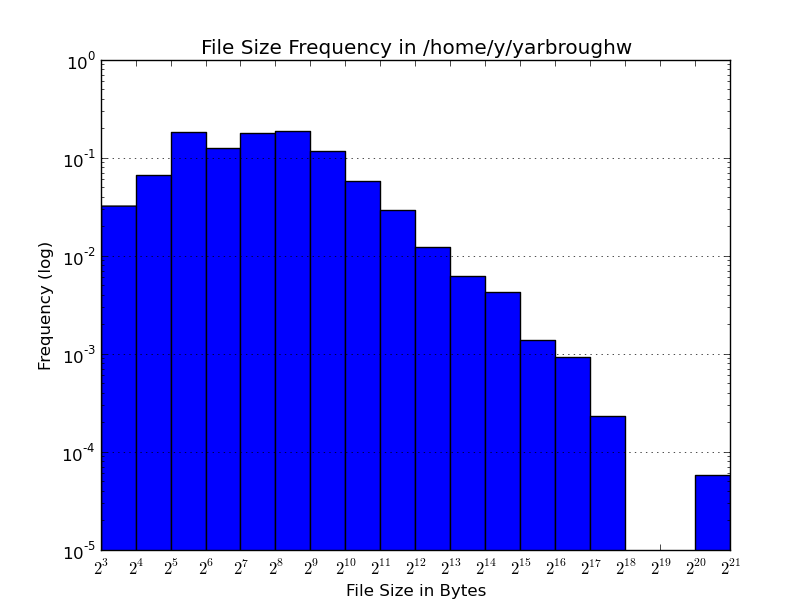 File Size Frequency in /home/y/yarbroughw
10^0
10^-1
10^-2
10^-3
10^-4
10^-5
Frequency (log)
2^3 2^4 2^5 2^6 2^7 2^8 2^9 2^10 2^11 2^12 2^13 2^14 2^15 2^16 2^17 2^18 2^19 2^20 2^21
File Size in Bytes